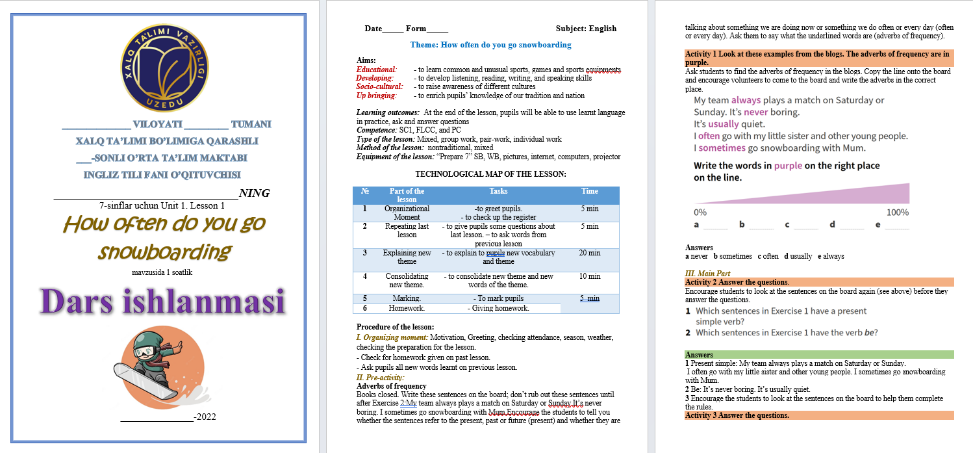 XALQ TA'LIMI VAZIRLIGI
UZEDU
____________ VILOYATI ________ TUMANI
XALQ TA'LIMI BO'LIMIGA QARASHLI
___-SONLI O'RTA TA'LIM MAKTABI
INGLIZ TILI FANI O'QITUVCHISI
________________________________NING
7-sinflar uchun Unit 1. Lesson 1
How often do you go
snowboarding
mavzusida 1 soatlik
Dars ishlanmasi
______________-2022
Date_____ Form_____ Subject: English
Theme: How often do you go snowboarding
Aims:
Educational: - to learn common and unusual sports, games and sports equipments
Developing: - to develop listening, reading, writing, and speaking skills
Socio-cultural: - to raise awareness of different cultures
Up bringing: - to enrich pupils' knowledge of our tradition and nation
Learning outcomes: At the end of the lesson, pupils will be able to use learnt language
in practice, ask and answer questions
Competence: SC1, FLCC, and PC
Type of the lesson: Mixed, group work, pair-work, individual work
Method of the lesson: nontraditional, mixed
Equipment of the lesson: "Prepare 7" SB, WB, pictures, internet, computers, projector
TECHNOLOGICAL MAP OF THE LESSON:
№ Part of the lesson Tasks Time
1 Organizational Moment -to greet pupils. - to check up the register 5 min
2 Repeating last lesson - to give pupils some questions about last lesson. – to ask words from previous lesson 5 min
3 Explaining new theme - to explain to pupils new vocabulary and theme 20 min
4 Consolidating new theme. - to consolidate new theme and new words of the theme. 10 min
5 Marking. - To mark pupils 5 min
6 Homework. - Giving homework.
Procedure of the lesson:
I. Organizing moment: Motivation, Greeting, checking attendance, season, weather,
checking the preparation for the lesson.
- Check for homework given on past lesson.
- Ask pupils all new words learnt on previous lesson.
II. Pre-activity:
Adverbs of frequency
Books closed. Write these sentences on the board; don't rub out these sentences until
after Exercise 2.My team always plays a match on Saturday or Sunday.It's never
boring. I sometimes go snowboarding with Mum.Encourage the students to tell you
whether the sentences refer to the present, past or future (present) and whether they are
talking about something we are doing now or something we do often or every day (often
or every day). Ask them to say what the underlined words are (adverbs of frequency).
Activity 1 Look at these examples from the blogs. The adverbs of frequency are in
purple.
Ask students to find the adverbs of frequency in the blogs. Copy the line onto the board
and encourage volunteers to come to the board and write the adverbs in the correct
place.
My team always plays a match on Saturday or
Sunday. It's never boring.
It's usually quiet.
I often go with my little sister and other young people.
I sometimes go snowboarding with Mum.
Write the words in purple on the right place
on the line.
0% 100%
a b c d e
Answers
a never b sometimes c often d usually e always
III. Main Part
Activity 2 Answer the questions.
Encourage students to look at the sentences on the board again (see above) before they
answer the questions.
1 Which sentences in Exercise 1 have a present
simple verb?
2 Which sentences in Exercise 1 have the verb be?
Answers
1 Present simple: My team always plays a match on Saturday or Sunday.
I often go with my little sister and other young people. I sometimes go snowboarding
with Mum.
2 Be: It's never boring. It's usually quiet.
3 Encourage the students to look at the sentences on the board to help them complete
the rules.
Activity 3 Answer the questions.